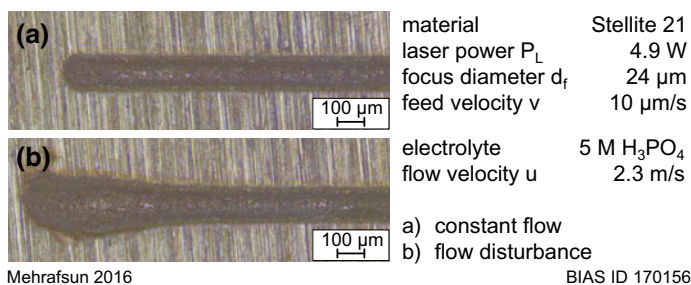 (a)
100 µm
(b)
100 µm
material Stellite 21
laser power P_L 4.9 W
focus diameter d_f 24 µm
feed velocity v 10 µm/s
electrolyte 5 M H₃PO₄
flow velocity u 2.3 m/s
a) constant flow
b) flow disturbance
Mehrafsun 2016 BIAS ID 170156